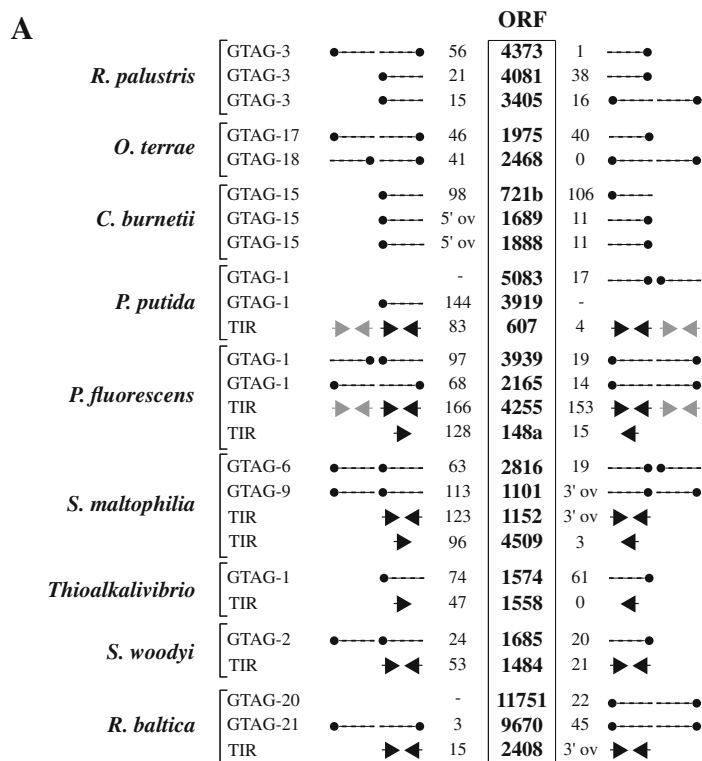 A
ORF
R. palustris
GTAG-3 56 4373 1
GTAG-3 21 4081 38
GTAG-3 15 3405 16
O. terrae
GTAG-17 46 1975 40
GTAG-18 41 2468 0
C. burnetii
GTAG-15 98 721b 106
GTAG-15 5' ov 1689 11
GTAG-15 5' ov 1888 11
P. putida
GTAG-1 - 5083 17
GTAG-1 144 3919 -
TIR 83 607 4
P. fluorescens
GTAG-1 97 3939 19
GTAG-1 68 2165 14
TIR 166 4255 153
TIR 128 148a 15
S. maltophilia
GTAG-6 63 2816 19
GTAG-9 113 1101 3' ov
TIR 123 1152 3' ov
TIR 96 4509 3
Thioalkalivibrio
GTAG-1 74 1574 61
TIR 47 1558 0
S. woodyi
GTAG-2 24 1685 20
TIR 53 1484 21
R. baltica
GTAG-20 - 11751 22
GTAG-21 3 9670 45
TIR 15 2408 3' ov